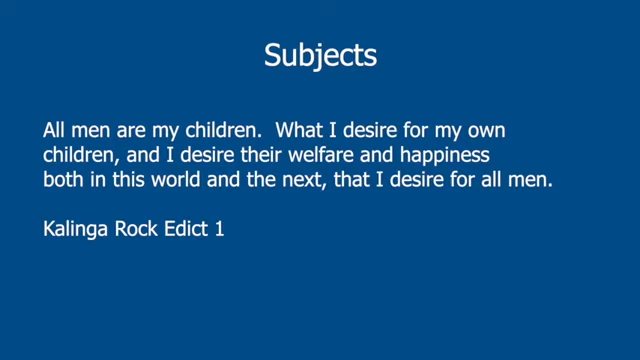 Subjects
All men are my children. What I desire for my own
children, and I desire their welfare and happiness
both in this world and the next, that I desire for all men.
Kalinga Rock Edict 1